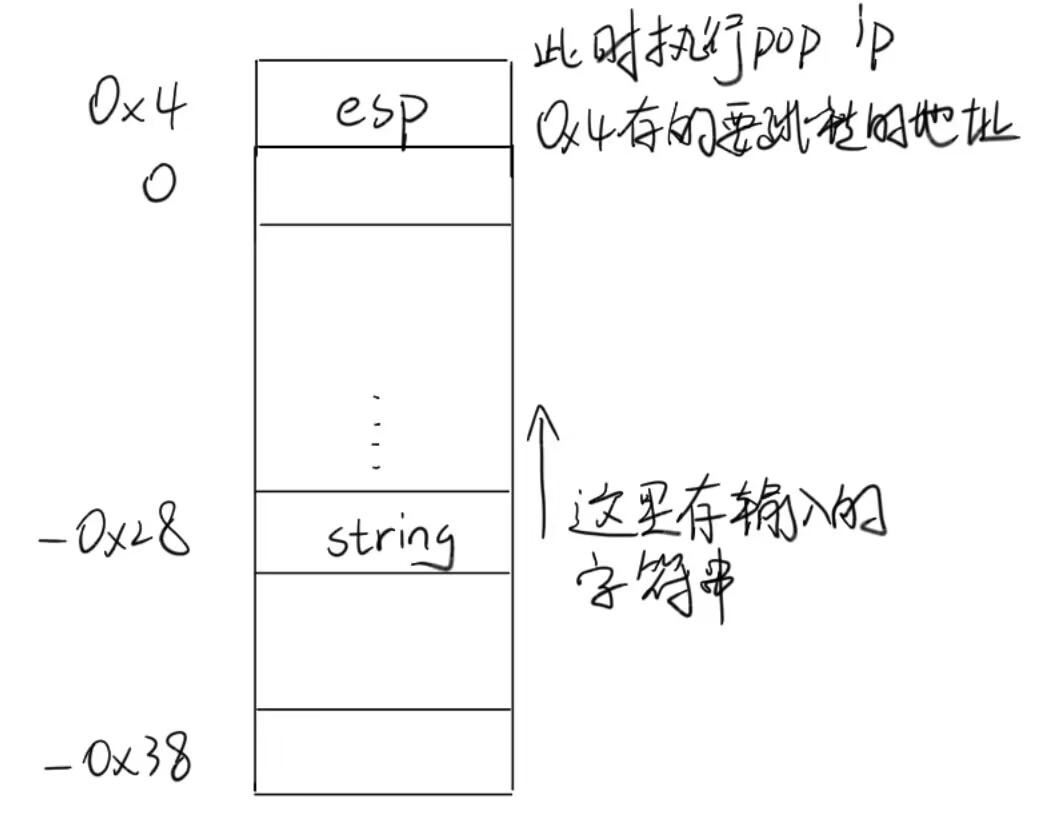 此时执行pop ip
0x4 esp 0x4存的要跳转的地址
0
-0x28 string 这里存输入的
字符串
-0x38